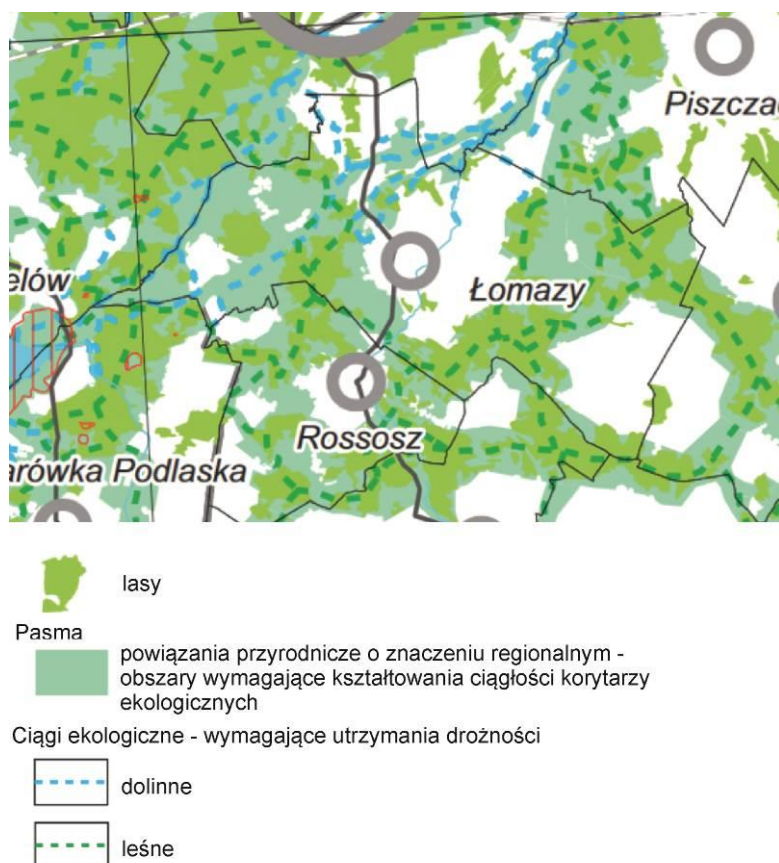 Piszczac
elów
Łomazy
Rossosz
arówka Podlaska
lasy
Pasma
powiązania przyrodnicze o znaczeniu regionalnym -
obszary wymagające kształtowania ciągłości korytarzy
ekologicznych
Ciągi ekologiczne - wymagające utrzymania drożności
dolinne
leśne